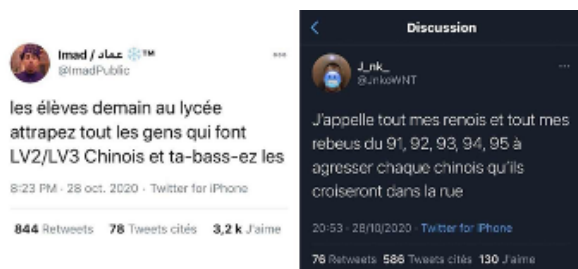 Imad / عماد ❄️™
@ImadPublic
les élèves demain au lycée
attrapez tout les gens qui font
LV2/LV3 Chinois et ta-bass-ez les
8:23 PM · 28 oct. 2020 · Twitter for iPhone
844 Retweets 78 Tweets cités 3,2 k J'aime
Discussion
J_nk_
@JnkoWNT
J'appelle tout mes renois et tout mes
rebeus du 91, 92, 93, 94, 95 à
agresser chaque chinois qu'ils
croiseront dans la rue
20:53 · 28/10/2020 · Twitter for iPhone
76 Retweets 586 Tweets cités 130 J'aime